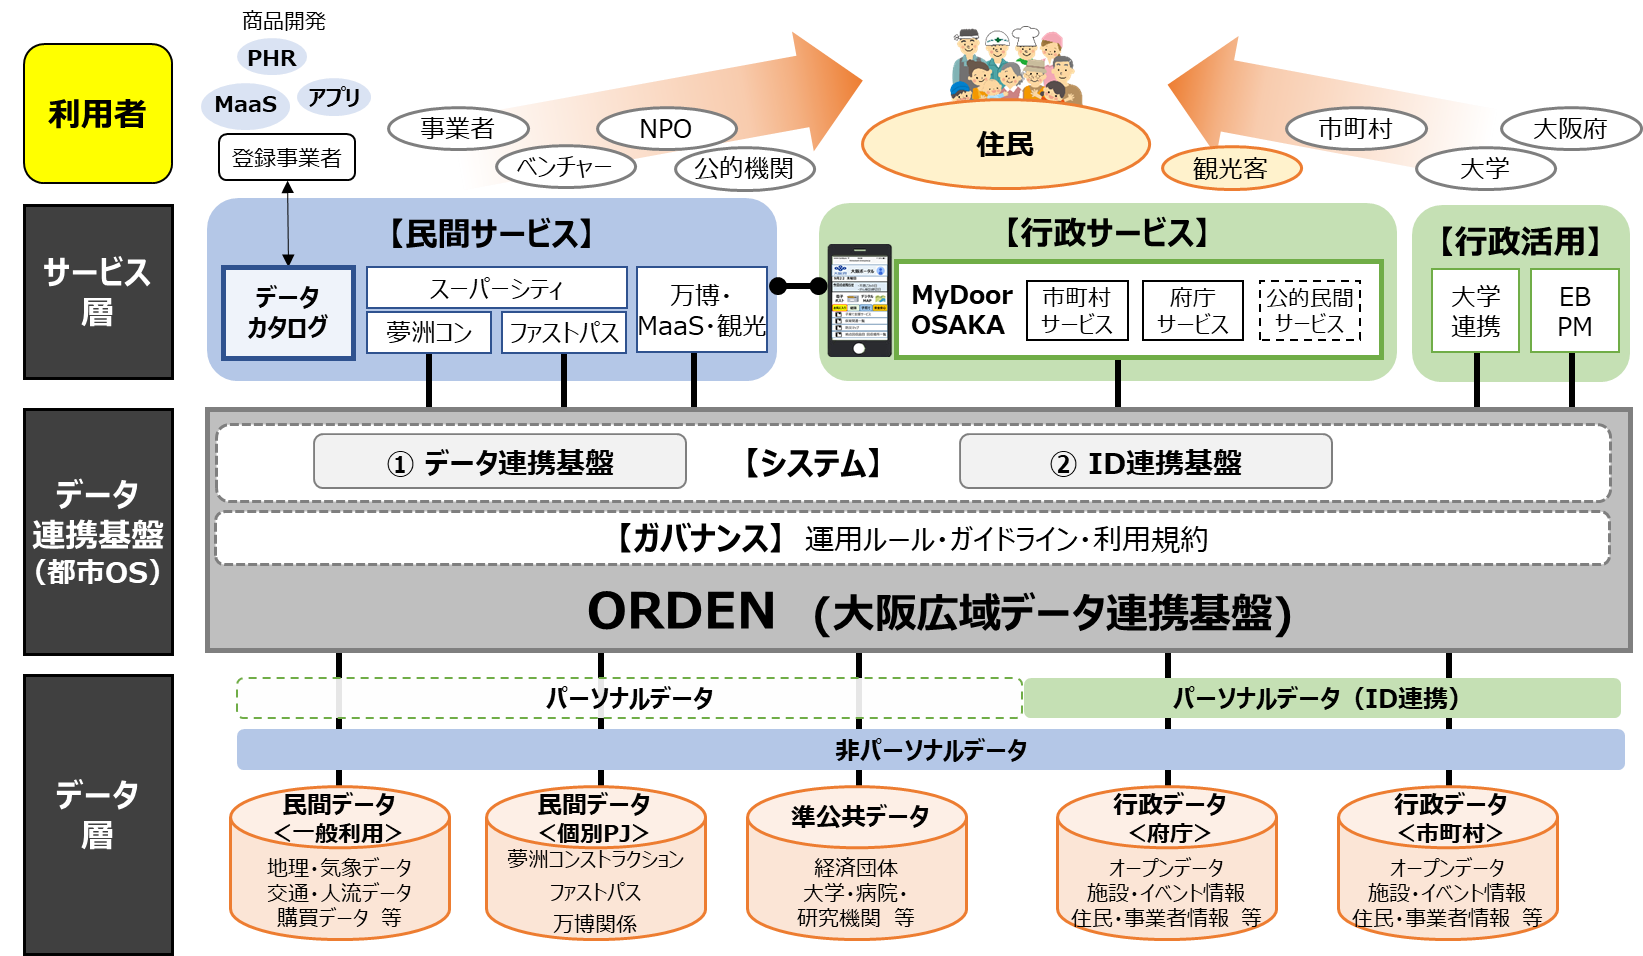 利用者
商品開発
PHR
MaaS
アプリ
登録事業者
事業者
ベンチャー
NPO
公的機関
住民
観光客
市町村
大学
大阪府
サービス
層
【民間サービス】
データ
カタログ
スーパーシティ
夢洲コン
ファストパス
万博・
MaaS・観光
【行政サービス】
大阪ポータル
MyDoor
OSAKA
市町村
サービス
府庁
サービス
公的民間
サービス
【行政活用】
大学
連携
EB
PM
データ
連携基盤
（都市OS）
① データ連携基盤
【システム】
② ID連携基盤
【ガバナンス】 運用ルール・ガイドライン・利用規約
ORDEN (大阪広域データ連携基盤)
データ
層
パーソナルデータ
パーソナルデータ（ID連携）
非パーソナルデータ
民間データ
＜一般利用＞
地理・気象データ
交通・人流データ
購買データ 等
民間データ
＜個別PJ＞
夢洲コンストラクション
ファストパス
万博関係
準公共データ
経済団体
大学・病院・
研究機関 等
行政データ
＜府庁＞
オープンデータ
施設・イベント情報
住民・事業者情報 等
行政データ
＜市町村＞
オープンデータ
施設・イベント情報
住民・事業者情報 等